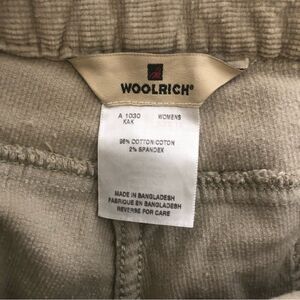 WOOLRICH®
A 1030 WOMENS
KAK
98% COTTON/COTON
2% SPANDEX
MADE IN BANGLADESH
FABRIQUE EN BANGLADESH
REVERSE FOR CARE